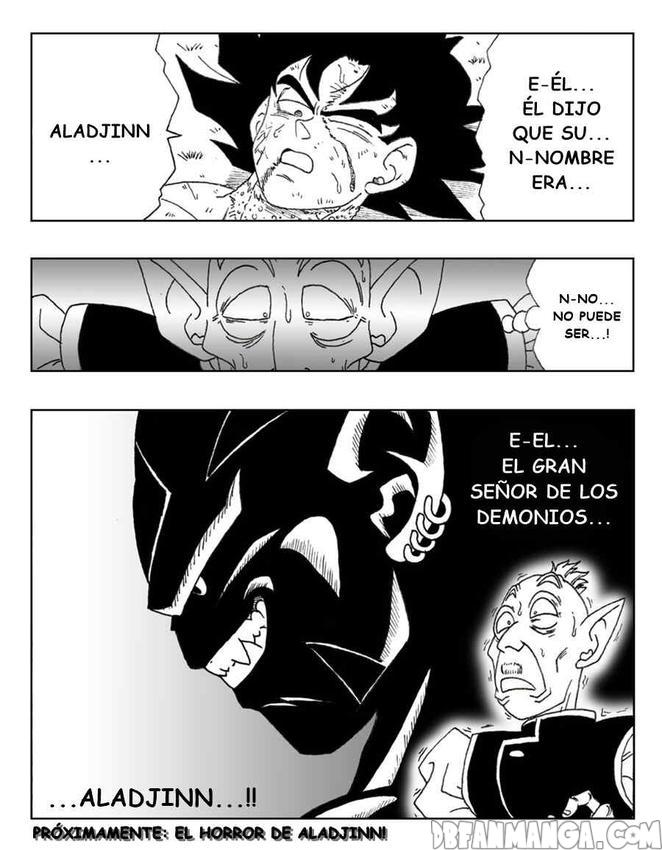 E-ÉL...
ÉL DIJO
QUE SU...
N-NOMBRE
ERA...
ALADJINN
...
N-NO...
NO PUEDE
SER...!
E-EL...
EL GRAN
SEÑOR DE LOS
DEMONIOS...
...ALADJINN...!!
PRÓXIMAMENTE: EL HORROR DE ALADJINN!
DBFANMANGA.COM